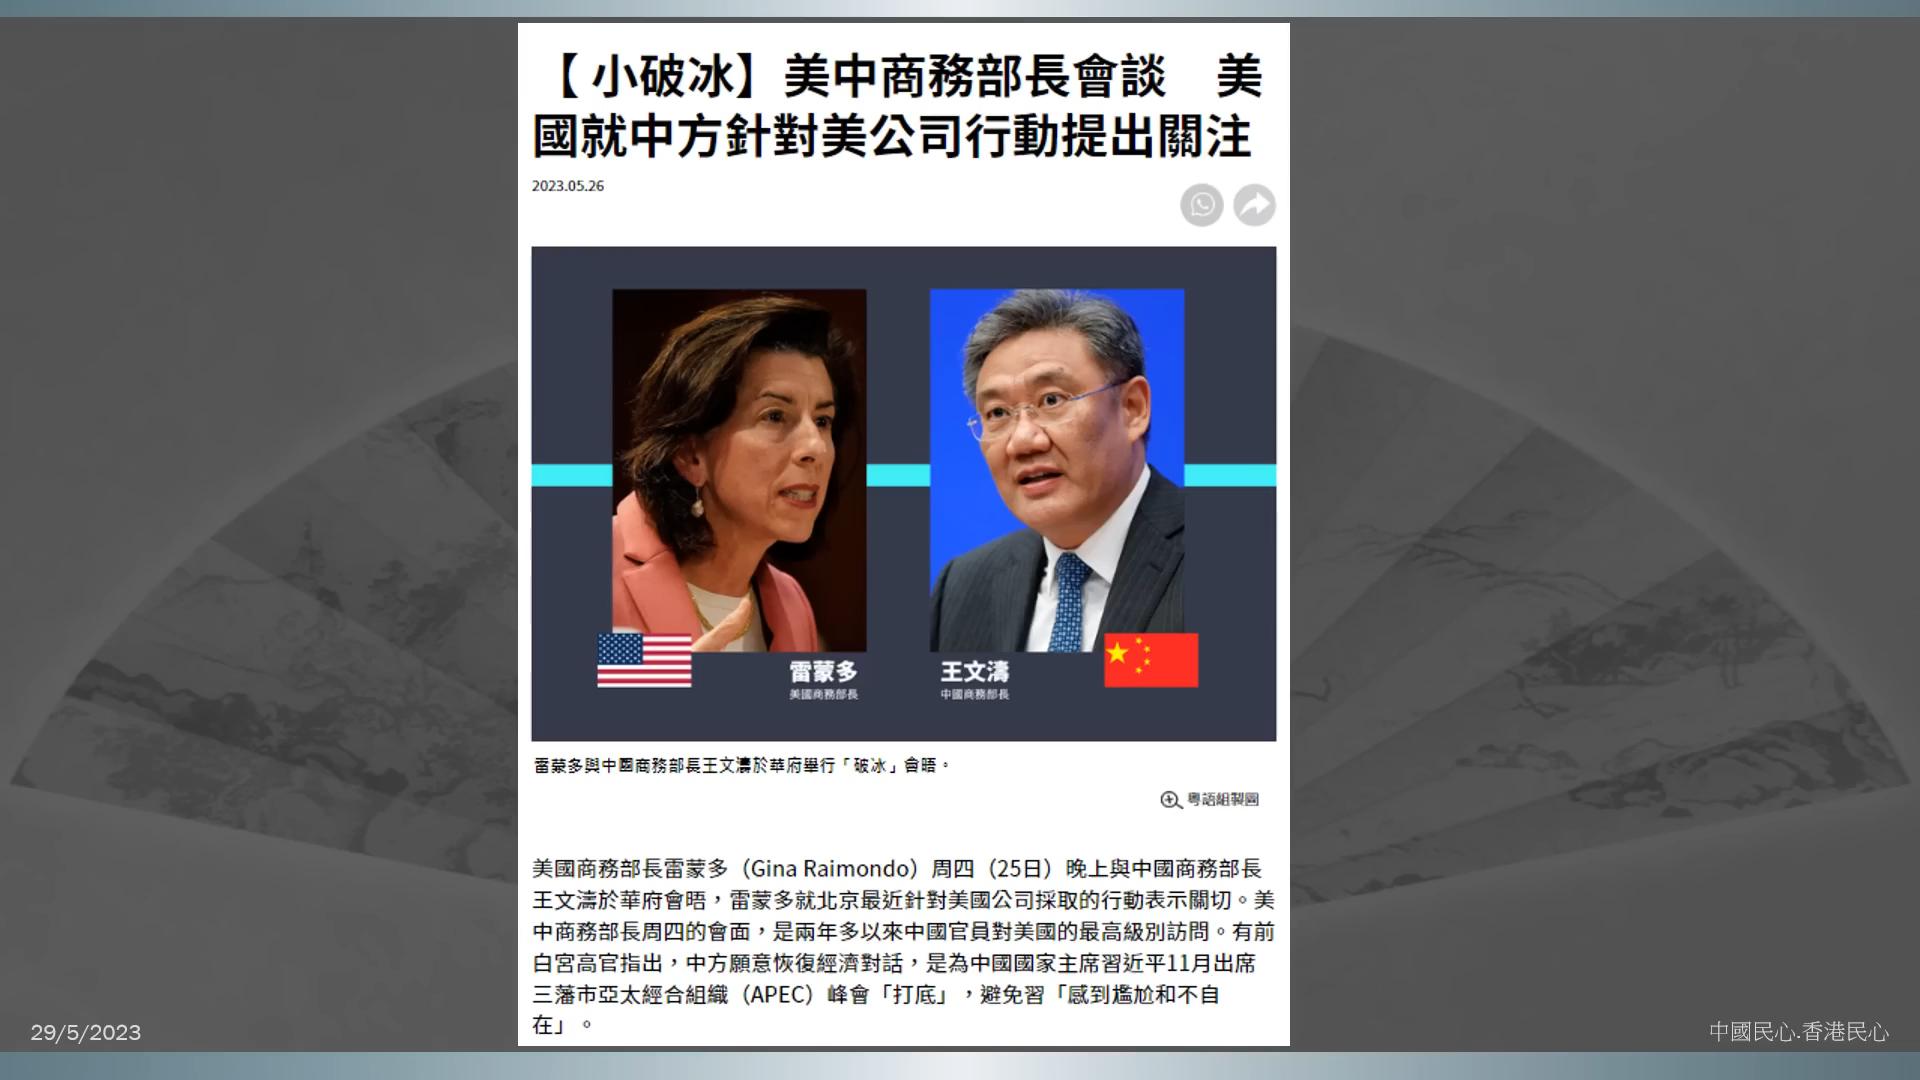 【 小破冰】美中商務部長會談　美
國就中方針對美公司行動提出關注
2023.05.26
雷蒙多
美國商務部長
王文濤
中國商務部長
雷蒙多與中國商務部長王文濤於華府舉行「破冰」會晤。
粵語組製圖
美國商務部長雷蒙多（Gina Raimondo）周四（25日）晚上與中國商務部長
王文濤於華府會晤，雷蒙多就北京最近針對美國公司採取的行動表示關切。美
中商務部長周四的會面，是兩年多以來中國官員對美國的最高級別訪問。有前
白宮高官指出，中方願意恢復經濟對話，是為中國國家主席習近平11月出席
三藩市亞太經合組織（APEC）峰會「打底」，避免習「感到尷尬和不自
在」。
29/5/2023
中國民心.香港民心